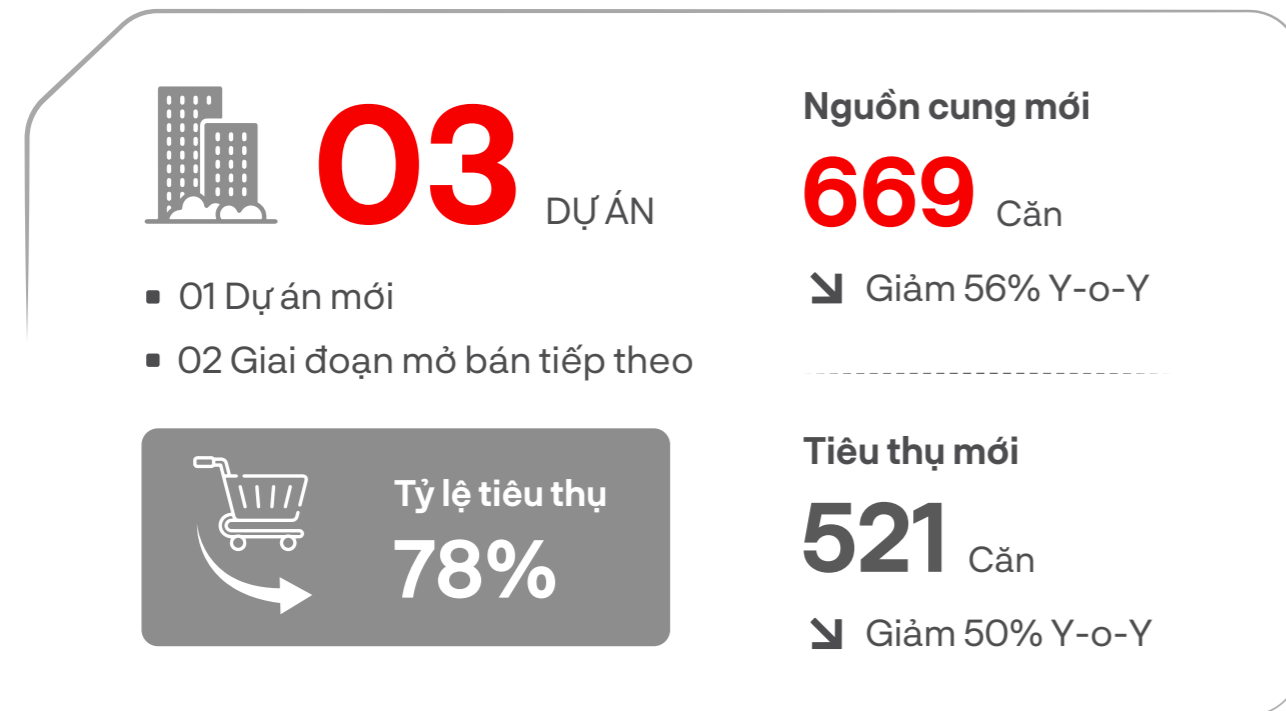 03 DỰ ÁN
01 Dự án mới
02 Giai đoạn mở bán tiếp theo
Tỷ lệ tiêu thụ
78%
Nguồn cung mới
669 Căn
Giảm 56% Y-o-Y
Tiêu thụ mới
521 Căn
Giảm 50% Y-o-Y